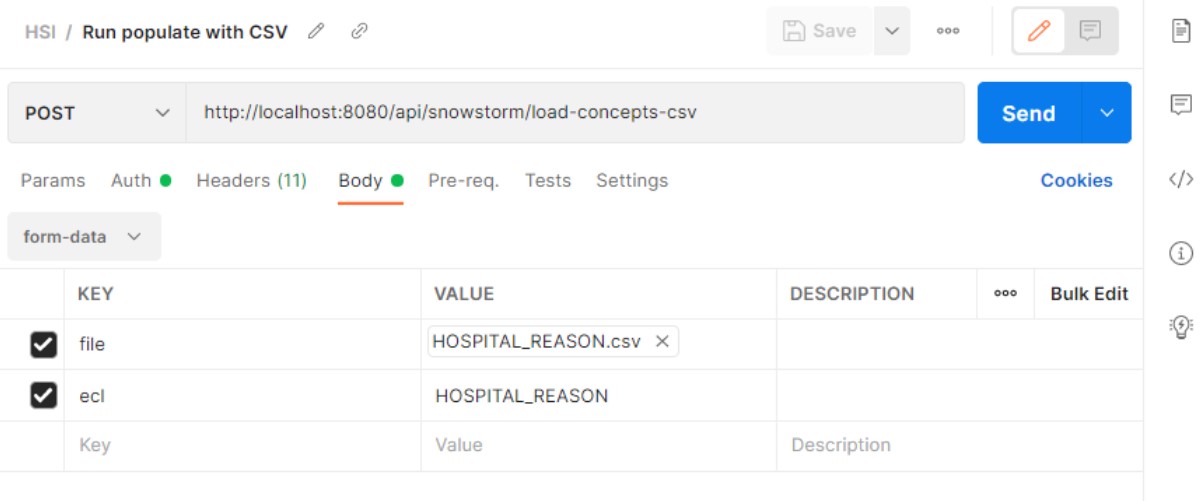 HSI / Run populate with CSV Save
POST http://localhost:8080/api/snowstorm/load-concepts-csv Send
Params Auth Headers (11) Body Pre-req. Tests Settings Cookies
form-data
KEY VALUE DESCRIPTION Bulk Edit
file HOSPITAL_REASON.csv
ecl HOSPITAL_REASON
Key Value Description